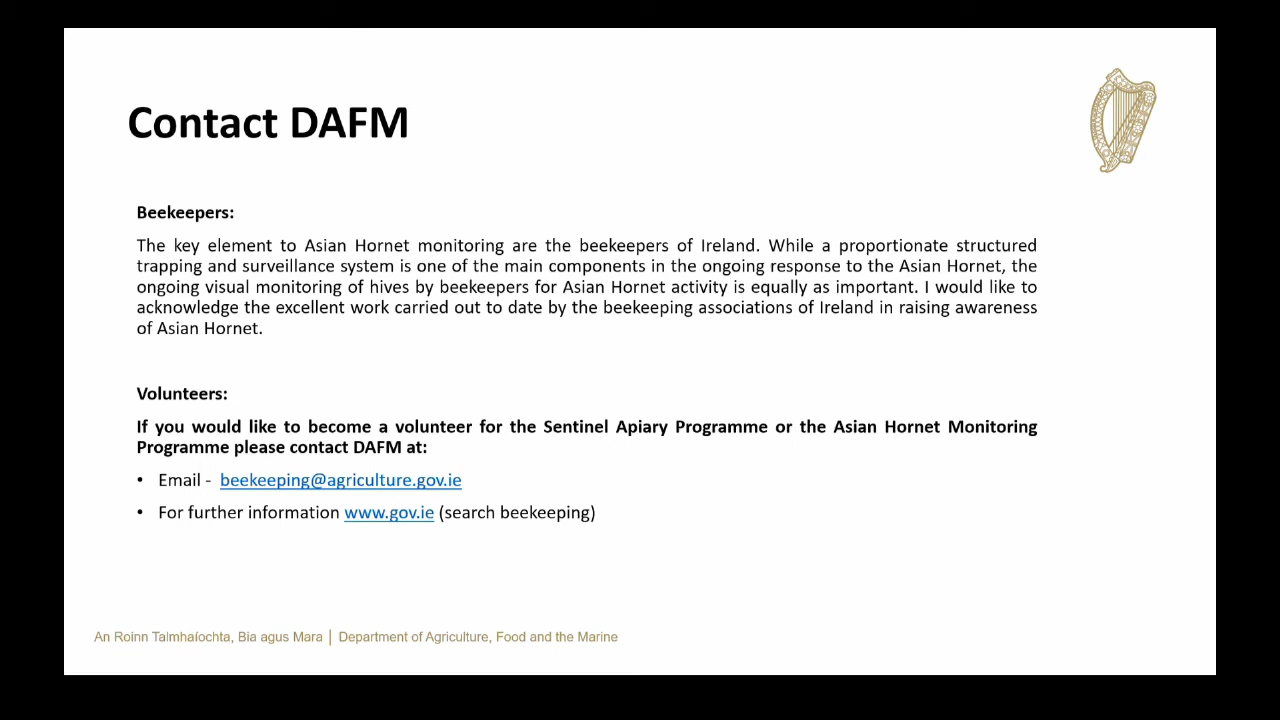 Contact DAFM
Beekeepers:
The key element to Asian Hornet monitoring are the beekeepers of Ireland. While a proportionate structured
trapping and surveillance system is one of the main components in the ongoing response to the Asian Hornet, the
ongoing visual monitoring of hives by beekeepers for Asian Hornet activity is equally as important. I would like to
acknowledge the excellent work carried out to date by the beekeeping associations of Ireland in raising awareness
of Asian Hornet.
Volunteers:
If you would like to become a volunteer for the Sentinel Apiary Programme or the Asian Hornet Monitoring
Programme please contact DAFM at:
• Email - beekeeping@agriculture.gov.ie
• For further information www.gov.ie (search beekeeping)
An Roinn Talmhaíochta, Bia agus Mara | Department of Agriculture, Food and the Marine